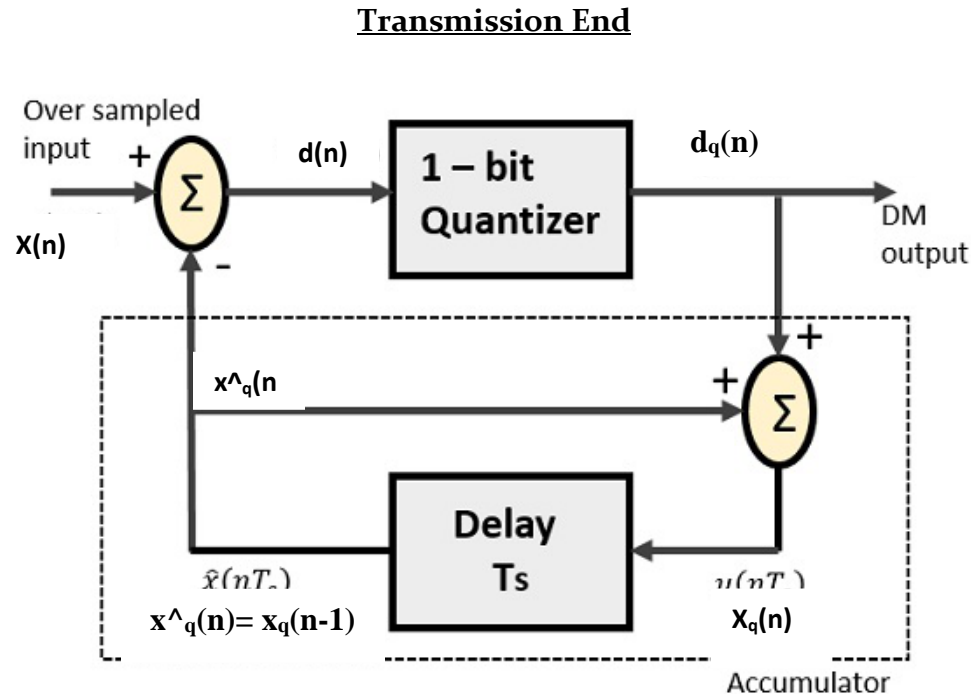 Transmission End
Over sampled
input
+
Σ
d(n)
1 – bit
Quantizer
dq(n)
DM
output
X(n)
-
+
x^q(n
+
Σ
Delay
Ts
x^q(n)= xq(n-1)
Xq(n)
Accumulator